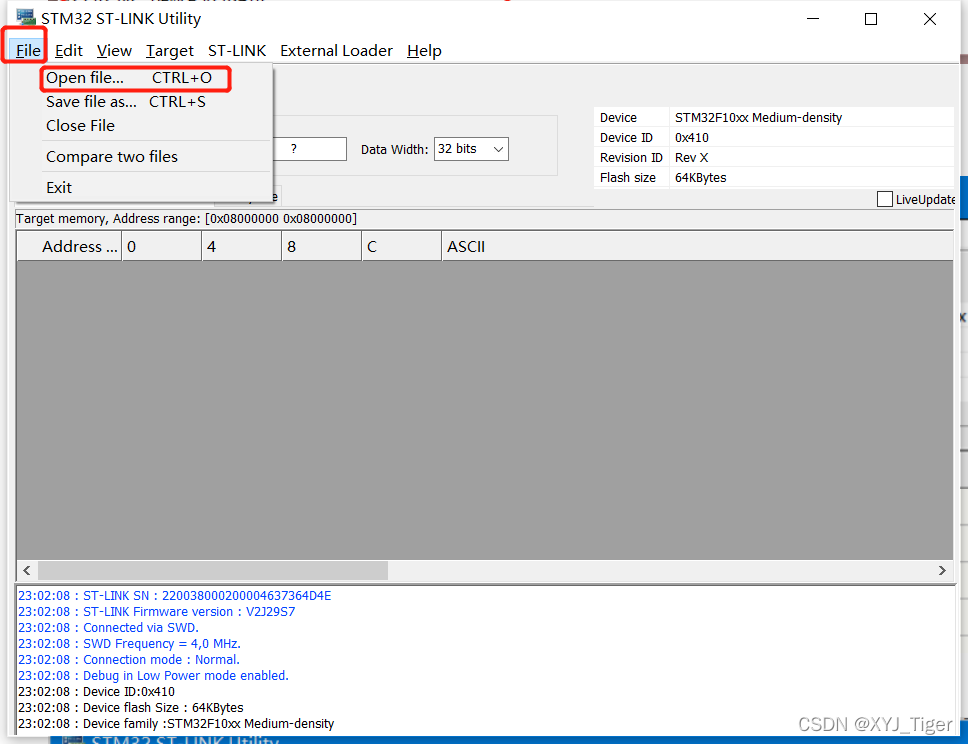 STM32 ST-LINK Utility
File Edit View Target ST-LINK External Loader Help
Open file... CTRL+O
Save file as... CTRL+S
Close File
Compare two files
Exit
? Data Width: 32 bits
Device STM32F10xx Medium-density
Device ID 0x410
Revision ID Rev X
Flash size 64KBytes
LiveUpdate
Target memory, Address range: [0x08000000 0x08000000]
Address ... 0 4 8 C ASCII
23:02:08 : ST-LINK SN : 220038000200004637364D4E
23:02:08 : ST-LINK Firmware version : V2J29S7
23:02:08 : Connected via SWD.
23:02:08 : SWD Frequency = 4,0 MHz.
23:02:08 : Connection mode : Normal.
23:02:08 : Debug in Low Power mode enabled.
23:02:08 : Device ID:0x410
23:02:08 : Device flash Size : 64KBytes
23:02:08 : Device family :STM32F10xx Medium-density
CSDN @XYJ_Tiger
STM32 ST-LINK Utility